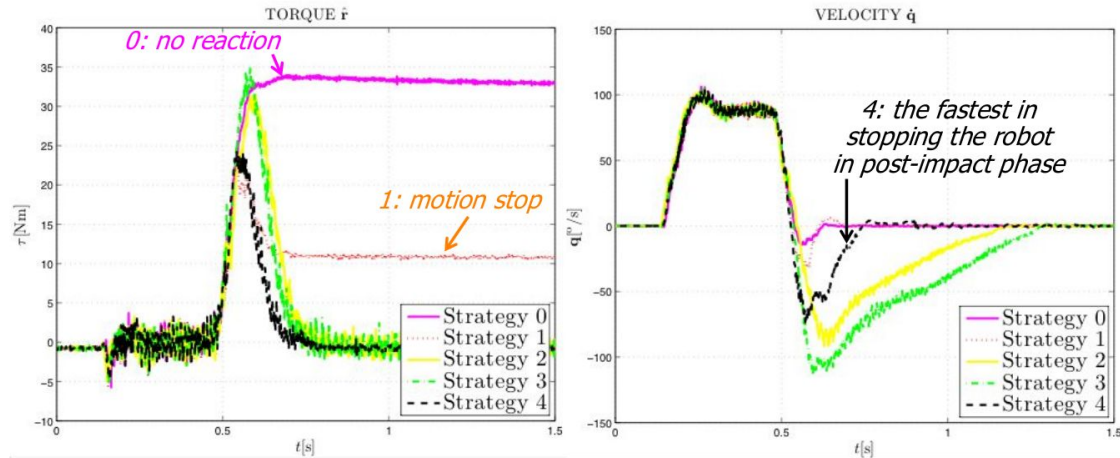 TORQUE r̂
0: no reaction
1: motion stop
τ[Nm]
40
35
30
25
20
15
10
5
0
−5
−10
0
0.5
1
1.5
t[s]
Strategy 0
Strategy 1
Strategy 2
Strategy 3
Strategy 4
VELOCITY q̇
4: the fastest in
stopping the robot
in post-impact phase
q̇[°/s]
150
100
50
0
−50
−100
−150
0
0.5
1
1.5
t[s]
Strategy 0
Strategy 1
Strategy 2
Strategy 3
Strategy 4